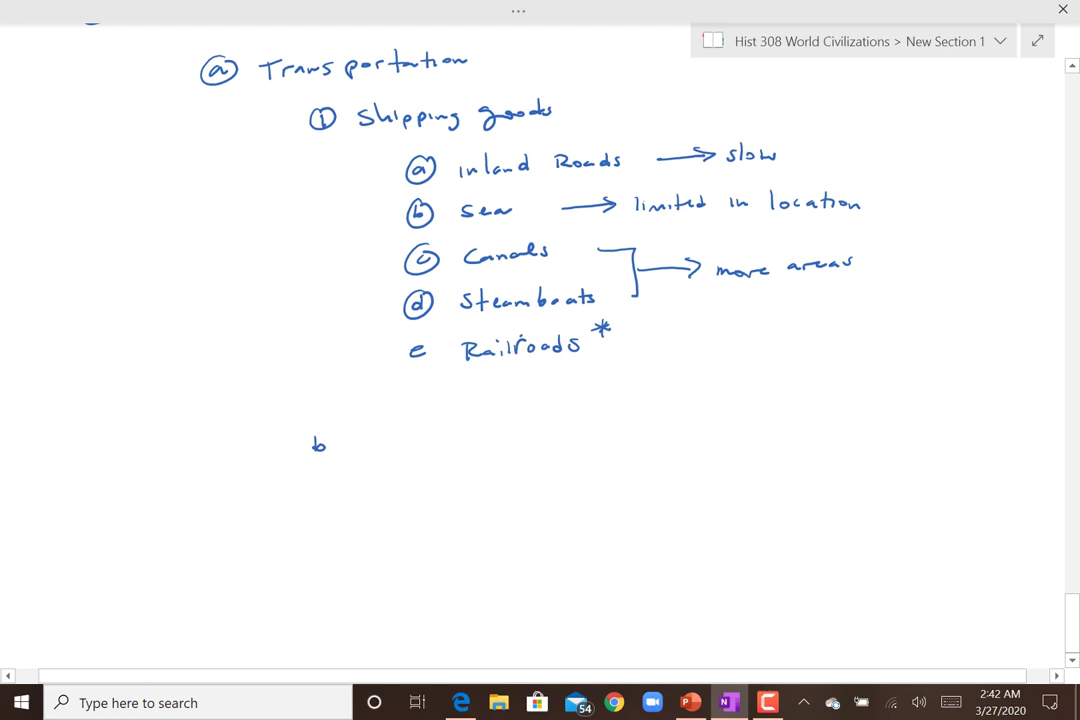 Hist 308 World Civilizations > New Section 1
ⓐ Transportation
ⓘ Shipping goods
ⓐ inland Roads → slow
ⓑ Sea → limited in location
ⓒ Canals
→ more areas
ⓓ Steamboats
e Railroads *
b
Type here to search
54
2:42 AM
3/27/2020